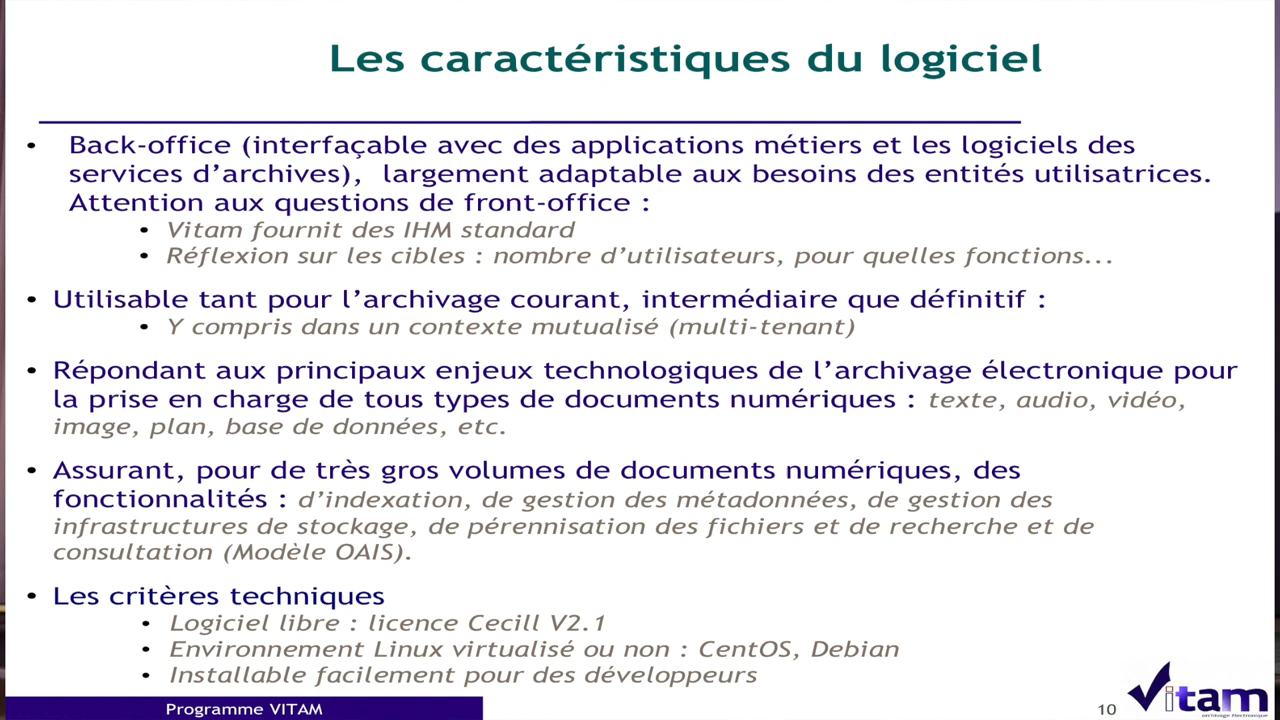 Les caractéristiques du logiciel
• Back-office (interfaçable avec des applications métiers et les logiciels des
services d’archives), largement adaptable aux besoins des entités utilisatrices.
Attention aux questions de front-office :
• Vitam fournit des IHM standard
• Réflexion sur les cibles : nombre d’utilisateurs, pour quelles fonctions...
• Utilisable tant pour l’archivage courant, intermédiaire que définitif :
• Y compris dans un contexte mutualisé (multi-tenant)
• Répondant aux principaux enjeux technologiques de l’archivage électronique pour
la prise en charge de tous types de documents numériques : texte, audio, vidéo,
image, plan, base de données, etc.
• Assurant, pour de très gros volumes de documents numériques, des
fonctionnalités : d’indexation, de gestion des métadonnées, de gestion des
infrastructures de stockage, de pérennisation des fichiers et de recherche et de
consultation (Modèle OAIS).
• Les critères techniques
• Logiciel libre : licence Cecill V2.1
• Environnement Linux virtualisé ou non : CentOS, Debian
• Installable facilement pour des développeurs
Programme VITAM
10
Vitam
archivage électronique